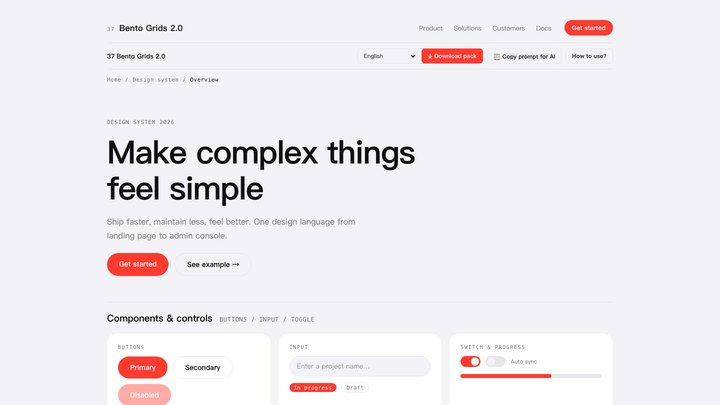 37 Bento Grids 2.0
Product Solutions Customers Docs Get started
37 Bento Grids 2.0
English Download pack Copy prompt for AI How to use?
Home / Design system / Overview
DESIGN SYSTEM 2026
Make complex things
feel simple
Ship faster, maintain less, feel better. One design language from
landing page to admin console.
Get started See example →
Components & controls BUTTONS / INPUT / TOGGLE
BUTTONS
Primary Secondary
Disabled
INPUT
Enter a project name...
In progress Draft
SWITCH & PROGRESS
Auto sync